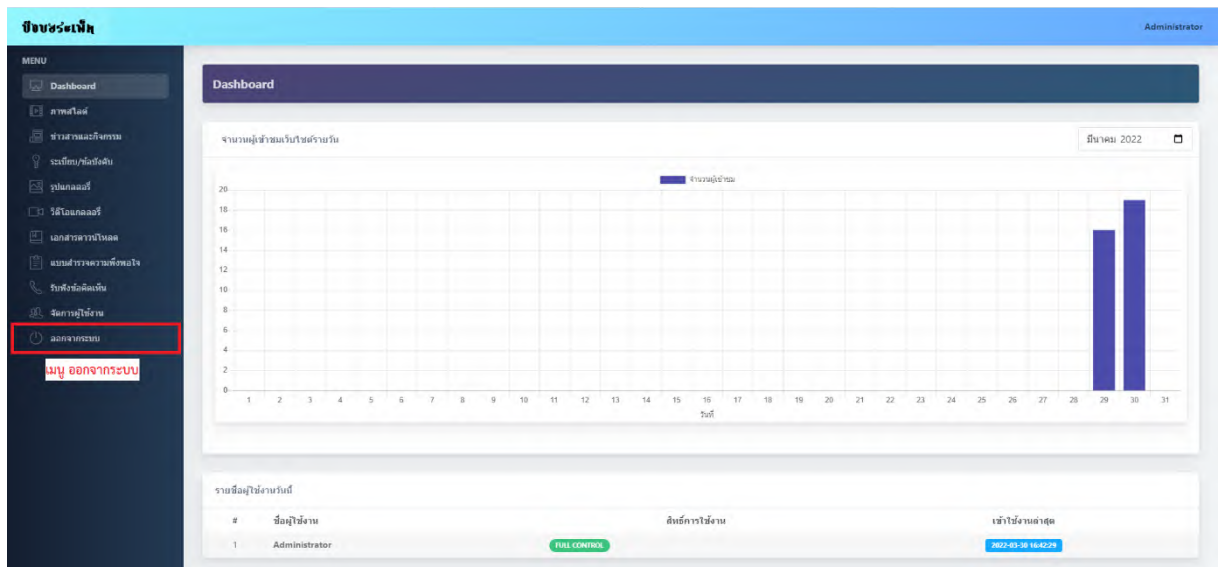 บึงบอระเพ็ด
Administrator
MENU
Dashboard
ภาพสไลด์
ข่าวสารและกิจกรรม
ระเบียบ/ข้อบังคับ
รูปแกลลอรี่
วิดีโอแกลลอรี่
เอกสารดาวน์โหลด
แบบสำรวจความพึงพอใจ
รับฟังข้อคิดเห็น
จัดการผู้ใช้งาน
ออกจากระบบ
เมนู ออกจากระบบ
Dashboard
จำนวนผู้เข้าชมเว็บไซต์รายวัน
มีนาคม 2022
จำนวนผู้เข้าชม
20
18
16
14
12
10
8
6
4
2
0
1 2 3 4 5 6 7 8 9 10 11 12 13 14 15 16 17 18 19 20 21 22 23 24 25 26 27 28 29 30 31
วันที่
รายชื่อผู้ใช้งานวันนี้
# ชื่อผู้ใช้งาน สิทธิ์การใช้งาน เข้าใช้งานล่าสุด
1 Administrator FULL CONTROL 2022-03-30 16:42:29